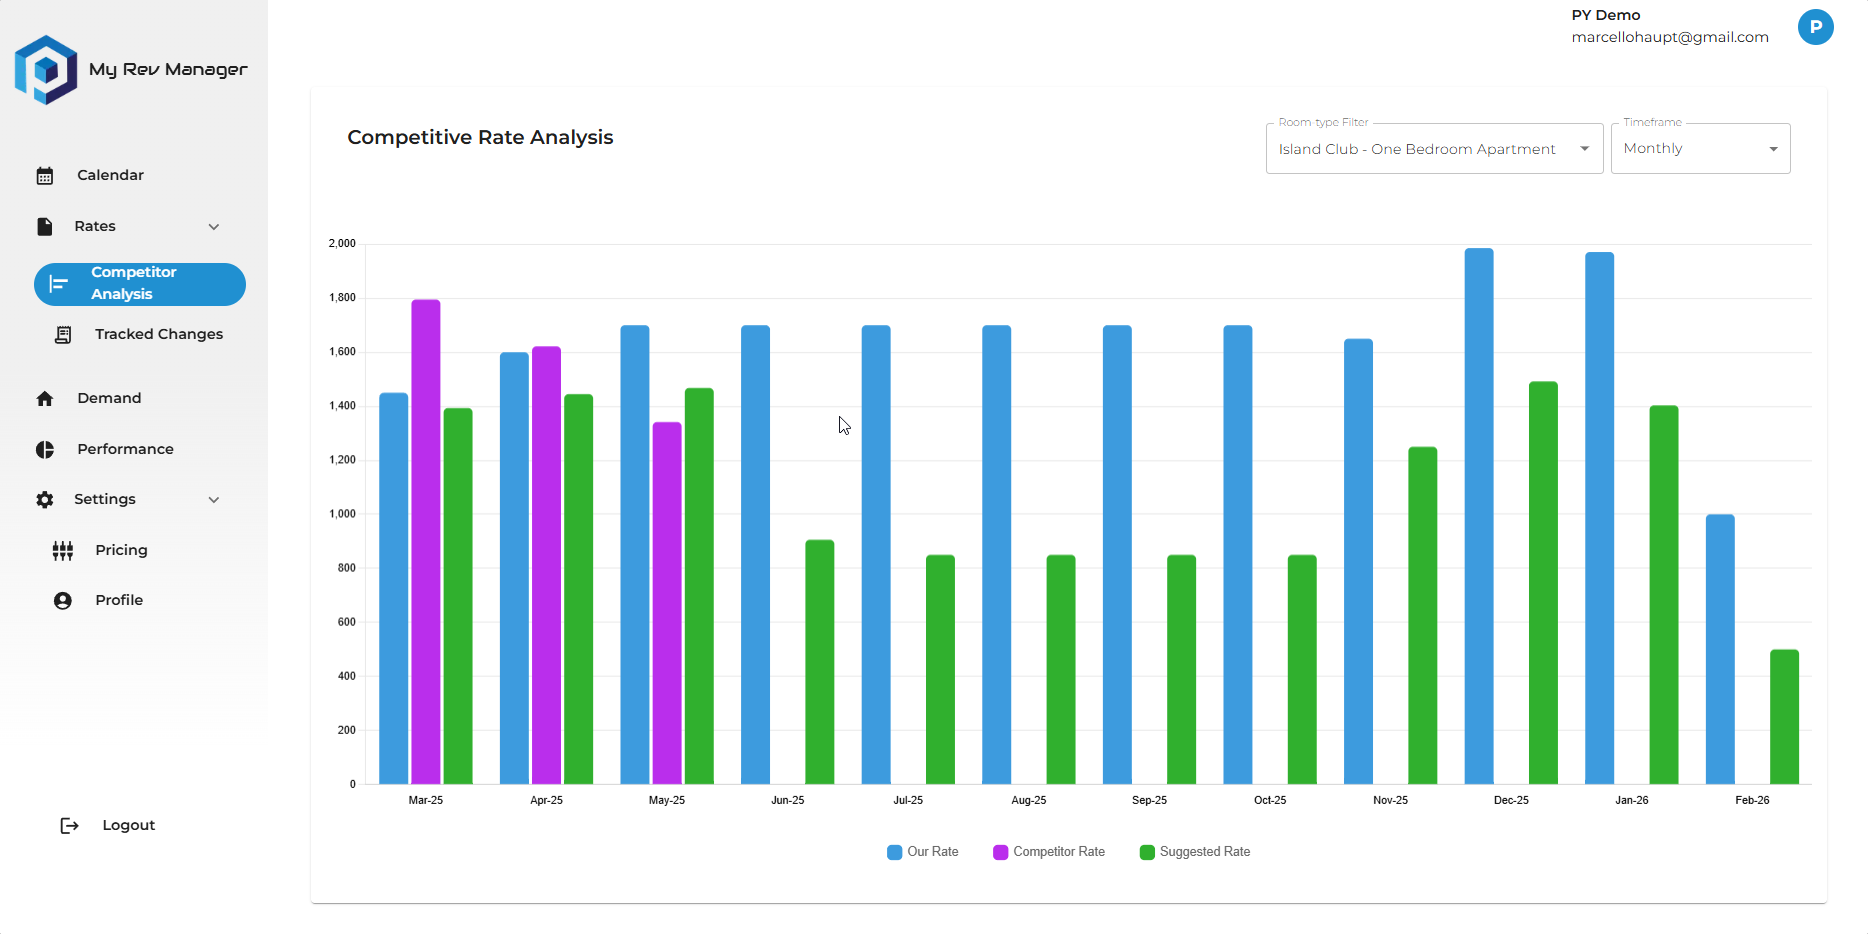 PY Demo
marcellohaupt@gmail.com
P
My Rev Manager
Calendar
Rates
Competitor
Analysis
Tracked Changes
Demand
Performance
Settings
Pricing
Profile
Logout
Competitive Rate Analysis
Room-type Filter
Island Club - One Bedroom Apartment
Timeframe
Monthly
2,000
1,800
1,600
1,400
1,200
1,000
800
600
400
200
0
Mar-25 Apr-25 May-25 Jun-25 Jul-25 Aug-25 Sep-25 Oct-25 Nov-25 Dec-25 Jan-26 Feb-26
Our Rate Competitor Rate Suggested Rate